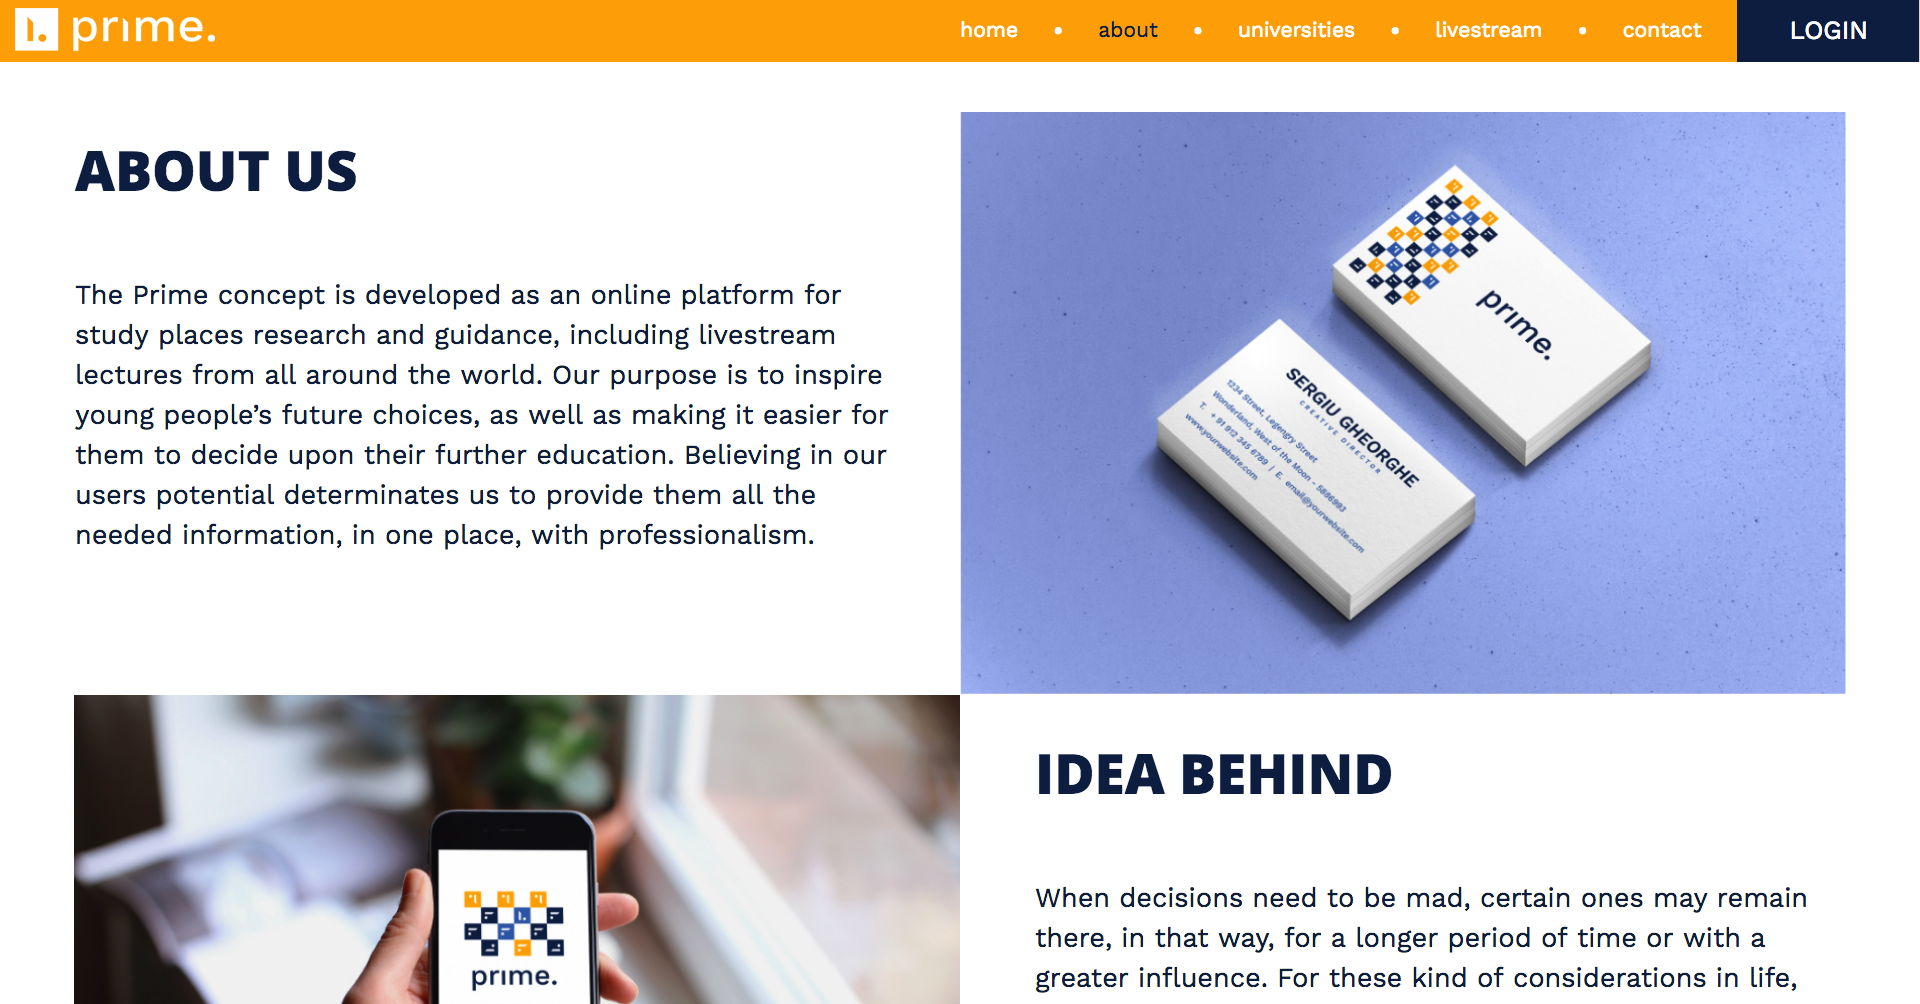 prime.
home • about • universities • livestream • contact
LOGIN
ABOUT US
The Prime concept is developed as an online platform for
study places research and guidance, including livestream
lectures from all around the world. Our purpose is to inspire
young people’s future choices, as well as making it easier for
them to decide upon their further education. Believing in our
users potential determinates us to provide them all the
needed information, in one place, with professionalism.
prime.
SERGIU GHEORGHE
CREATIVE DIRECTOR
1234 Street, Legengry Street
Wonderland, West of the Moon - 5686983
T. +91 912 345 6789 | E. email@yourwebsite.com
www.yourwebsite.com
prime.
IDEA BEHIND
When decisions need to be mad, certain ones may remain
there, in that way, for a longer period of time or with a
greater influence. For these kind of considerations in life,